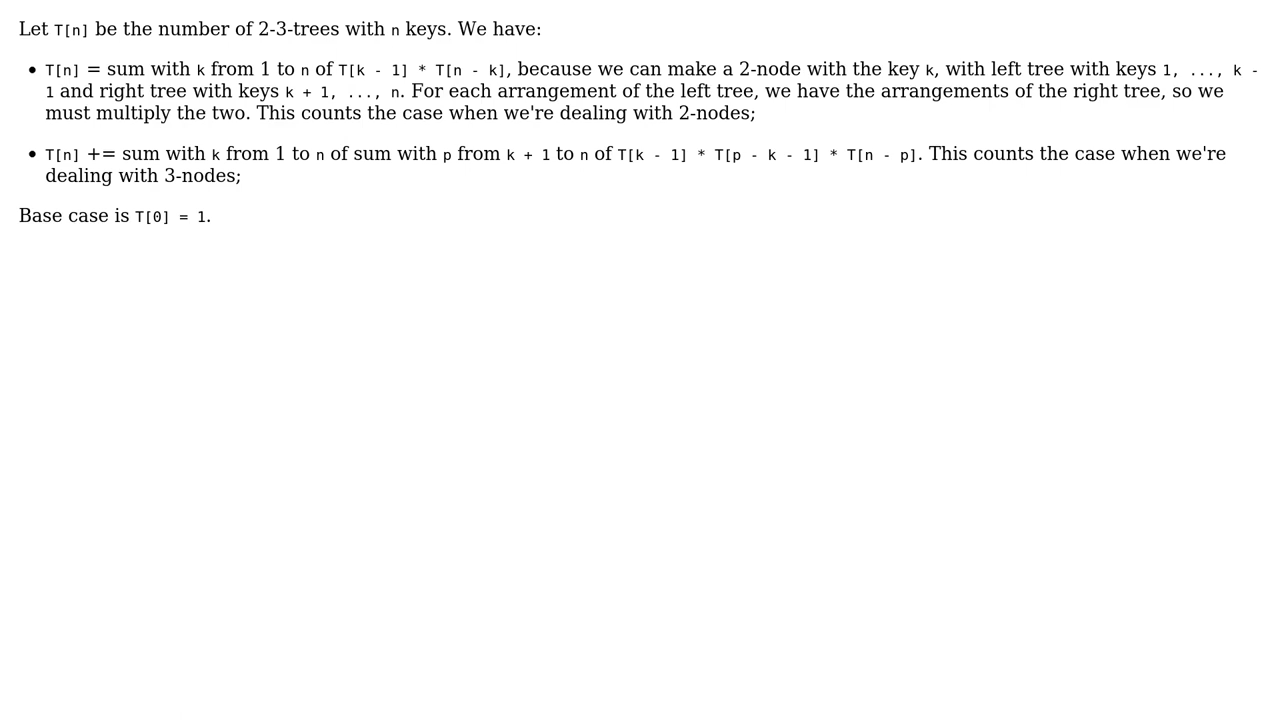 Let T[n] be the number of 2-3-trees with n keys. We have:
• T[n] = sum with k from 1 to n of T[k - 1] * T[n - k], because we can make a 2-node with the key k, with left tree with keys 1, ..., k -
1 and right tree with keys k + 1, ..., n. For each arrangement of the left tree, we have the arrangements of the right tree, so we
must multiply the two. This counts the case when we're dealing with 2-nodes;
• T[n] += sum with k from 1 to n of sum with p from k + 1 to n of T[k - 1] * T[p - k - 1] * T[n - p]. This counts the case when we're
dealing with 3-nodes;
Base case is T[0] = 1.